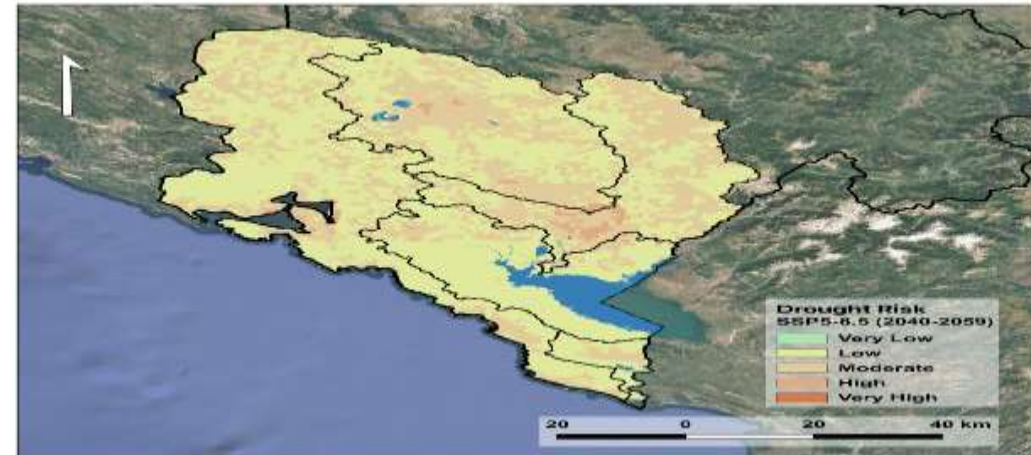 Drought Risk
SSP5-8.5 (2040-2059)
Very Low
Low
Moderate
High
Very High
20 0 20 40 km